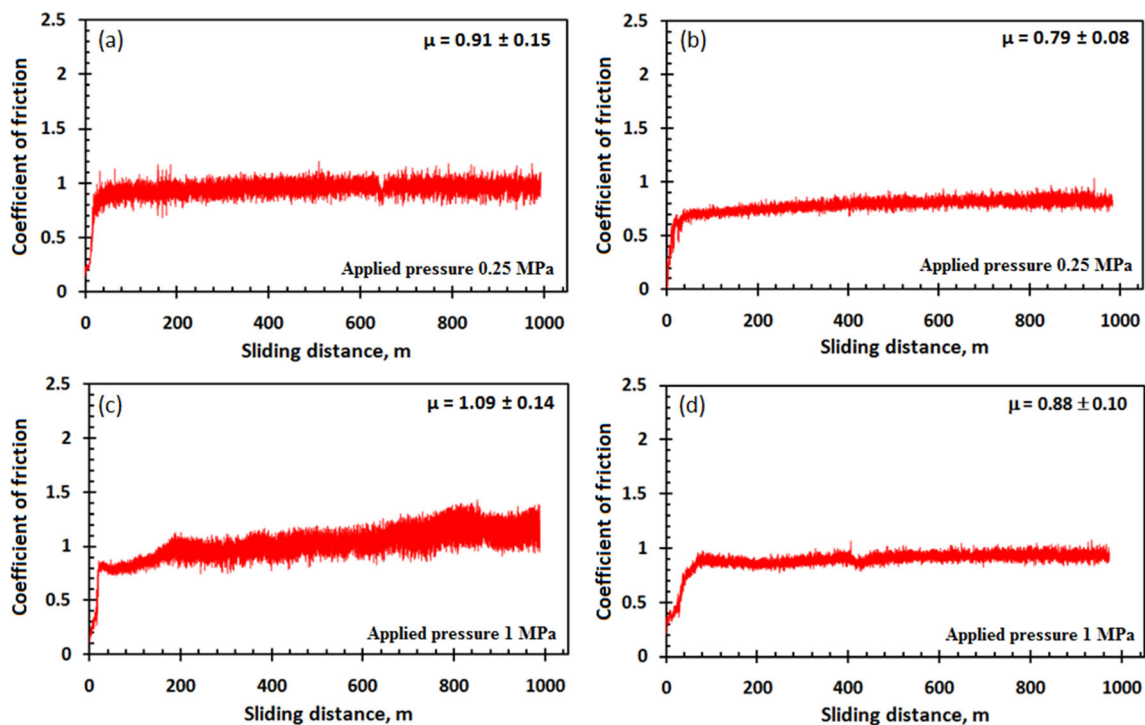 (a)
μ = 0.91 ± 0.15
Coefficient of friction
2.5
2
1.5
1
0.5
0
Applied pressure 0.25 MPa
0 200 400 600 800 1000
Sliding distance, m
(b)
μ = 0.79 ± 0.08
Coefficient of friction
2.5
2
1.5
1
0.5
0
Applied pressure 0.25 MPa
0 200 400 600 800 1000
Sliding distance, m
(c)
μ = 1.09 ± 0.14
Coefficient of friction
2.5
2
1.5
1
0.5
0
Applied pressure 1 MPa
0 200 400 600 800 1000
Sliding distance, m
(d)
μ = 0.88 ± 0.10
Coefficient of friction
2.5
2
1.5
1
0.5
0
Applied pressure 1 MPa
0 200 400 600 800 1000
Sliding distance, m